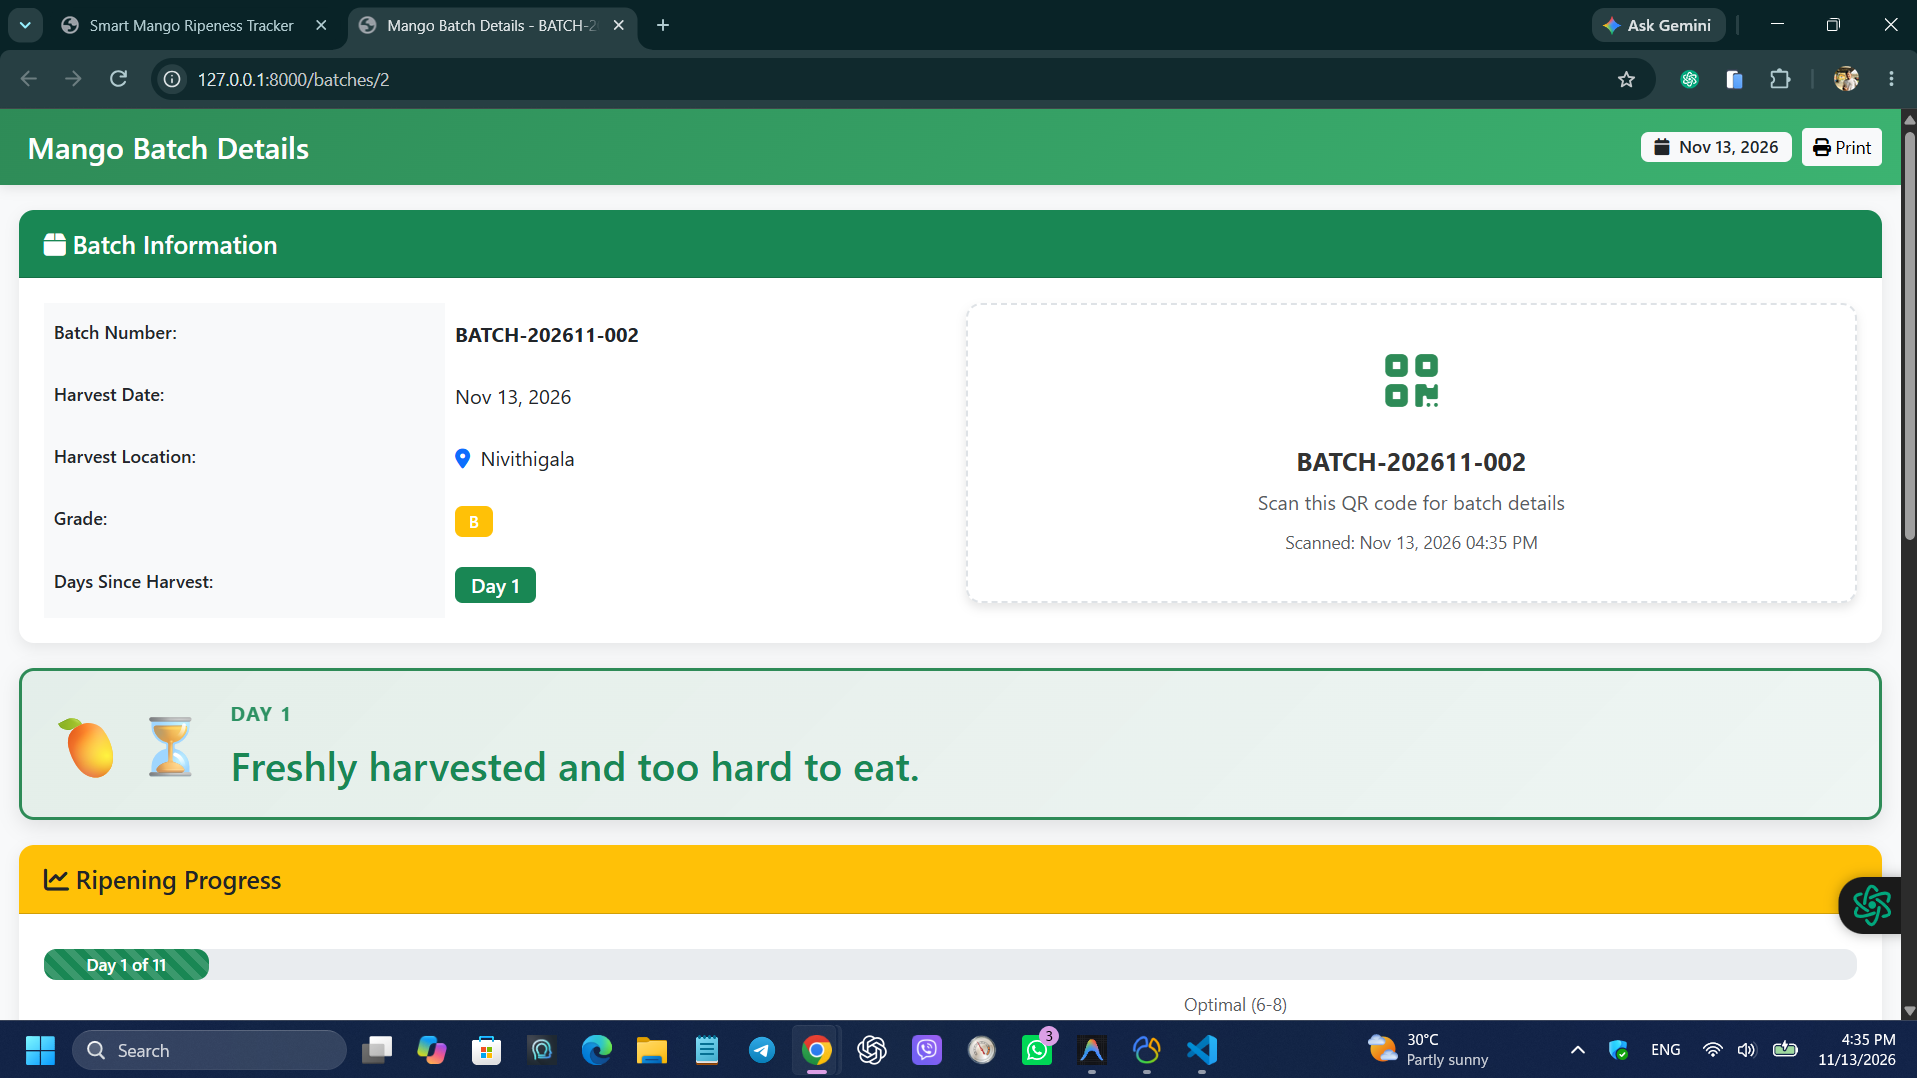 Smart Mango Ripeness Tracker
Mango Batch Details - BATCH-2
Ask Gemini
127.0.0.1:8000/batches/2
Mango Batch Details
Nov 13, 2026
Print
Batch Information
Batch Number:
BATCH-202611-002
Harvest Date:
Nov 13, 2026
Harvest Location:
Nivithigala
Grade:
B
Days Since Harvest:
Day 1
BATCH-202611-002
Scan this QR code for batch details
Scanned: Nov 13, 2026 04:35 PM
DAY 1
Freshly harvested and too hard to eat.
Ripening Progress
Day 1 of 11
Optimal (6-8)
Search
3
30°C
Partly sunny
ENG
4:35 PM
11/13/2026